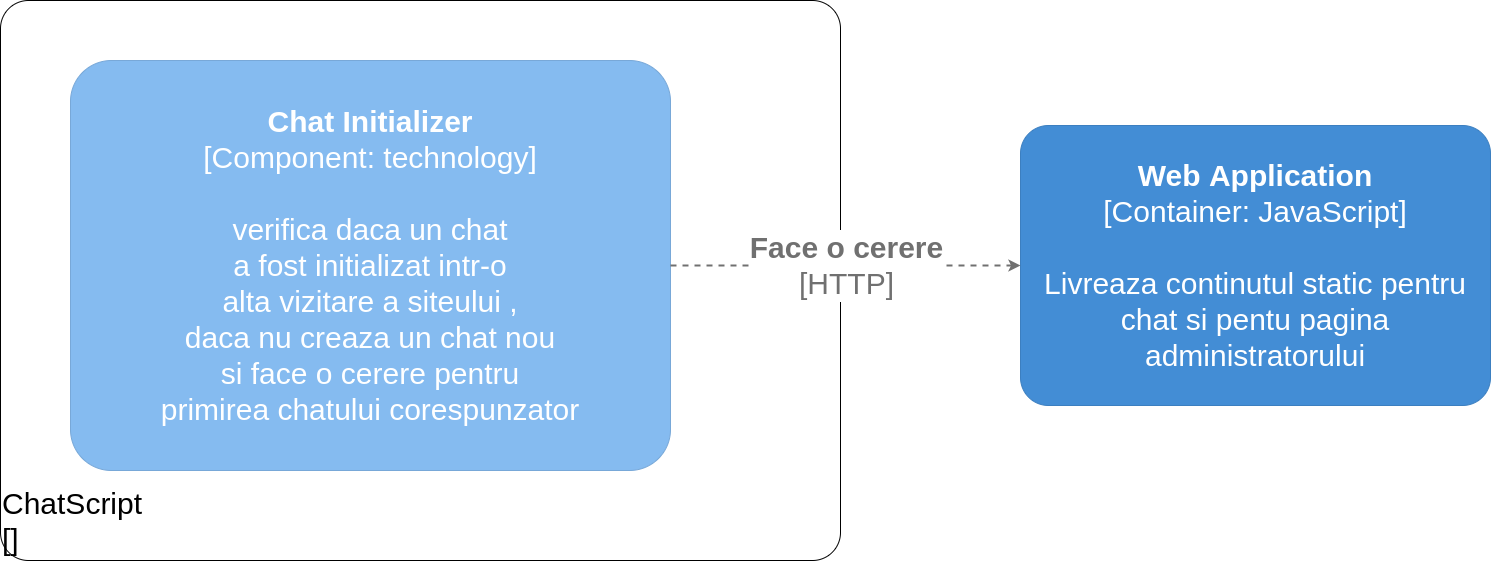 Chat Initializer
[Component: technology]
verifica daca un chat
a fost initializat intr-o
alta vizitare a siteului ,
daca nu creaza un chat nou
si face o cerere pentru
primirea chatului corespunzator
ChatScript
[]
Face o cerere
[HTTP]
Web Application
[Container: JavaScript]
Livreaza continutul static pentru
chat si pentu pagina
administratorului